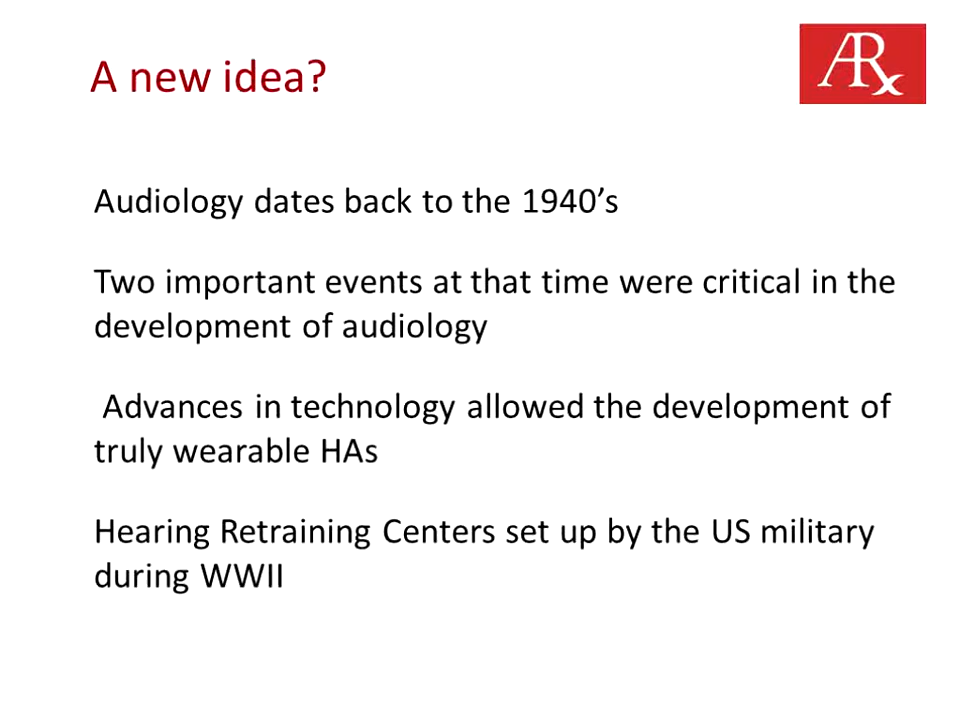 A new idea?
ARx
Audiology dates back to the 1940’s
Two important events at that time were critical in the
development of audiology
Advances in technology allowed the development of
truly wearable HAs
Hearing Retraining Centers set up by the US military
during WWII